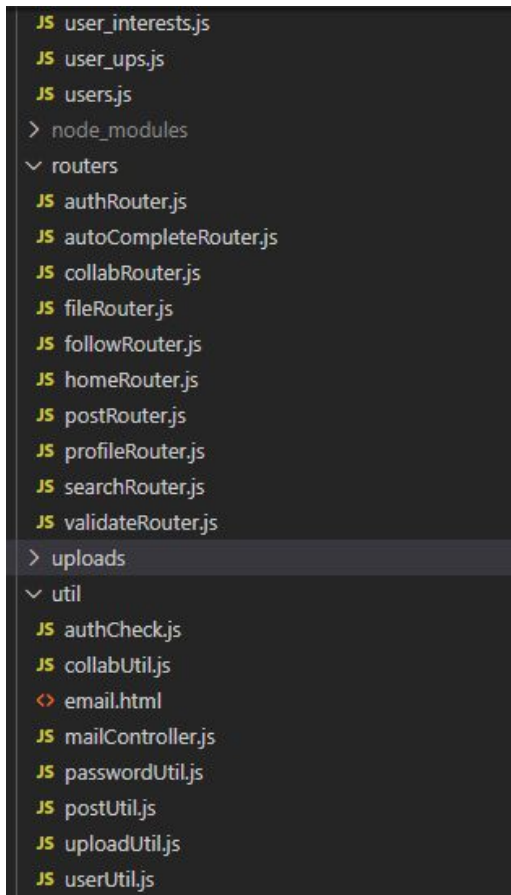 JS user_interests.js
JS user_ups.js
JS users.js
node_modules
routers
JS authRouter.js
JS autoCompleteRouter.js
JS collabRouter.js
JS fileRouter.js
JS followRouter.js
JS homeRouter.js
JS postRouter.js
JS profileRouter.js
JS searchRouter.js
JS validateRouter.js
uploads
util
JS authCheck.js
JS collabUtil.js
<> email.html
JS mailController.js
JS passwordUtil.js
JS postUtil.js
JS uploadUtil.js
JS userUtil.js